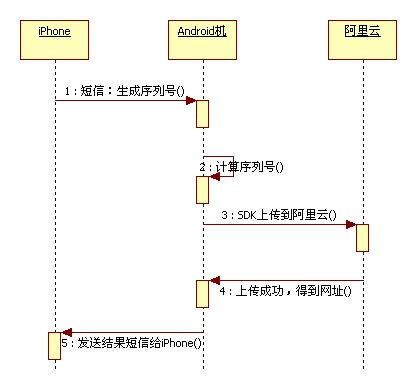 iPhone
Android机
阿里云
1 : 短信：生成序列号()
2 : 计算序列号()
3 : SDK上传到阿里云()
4 : 上传成功，得到网址()
5 : 发送结果短信给iPhone()